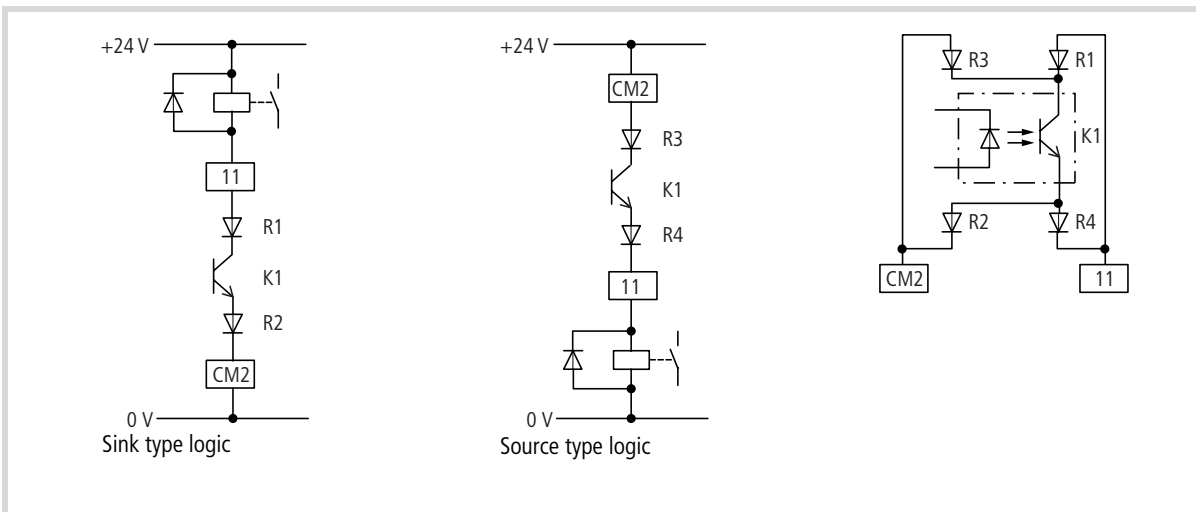 +24 V
11
R1
K1
R2
CM2
0 V
Sink type logic
+24 V
CM2
R3
K1
R4
11
0 V
Source type logic
R3
R1
K1
R2
R4
CM2
11